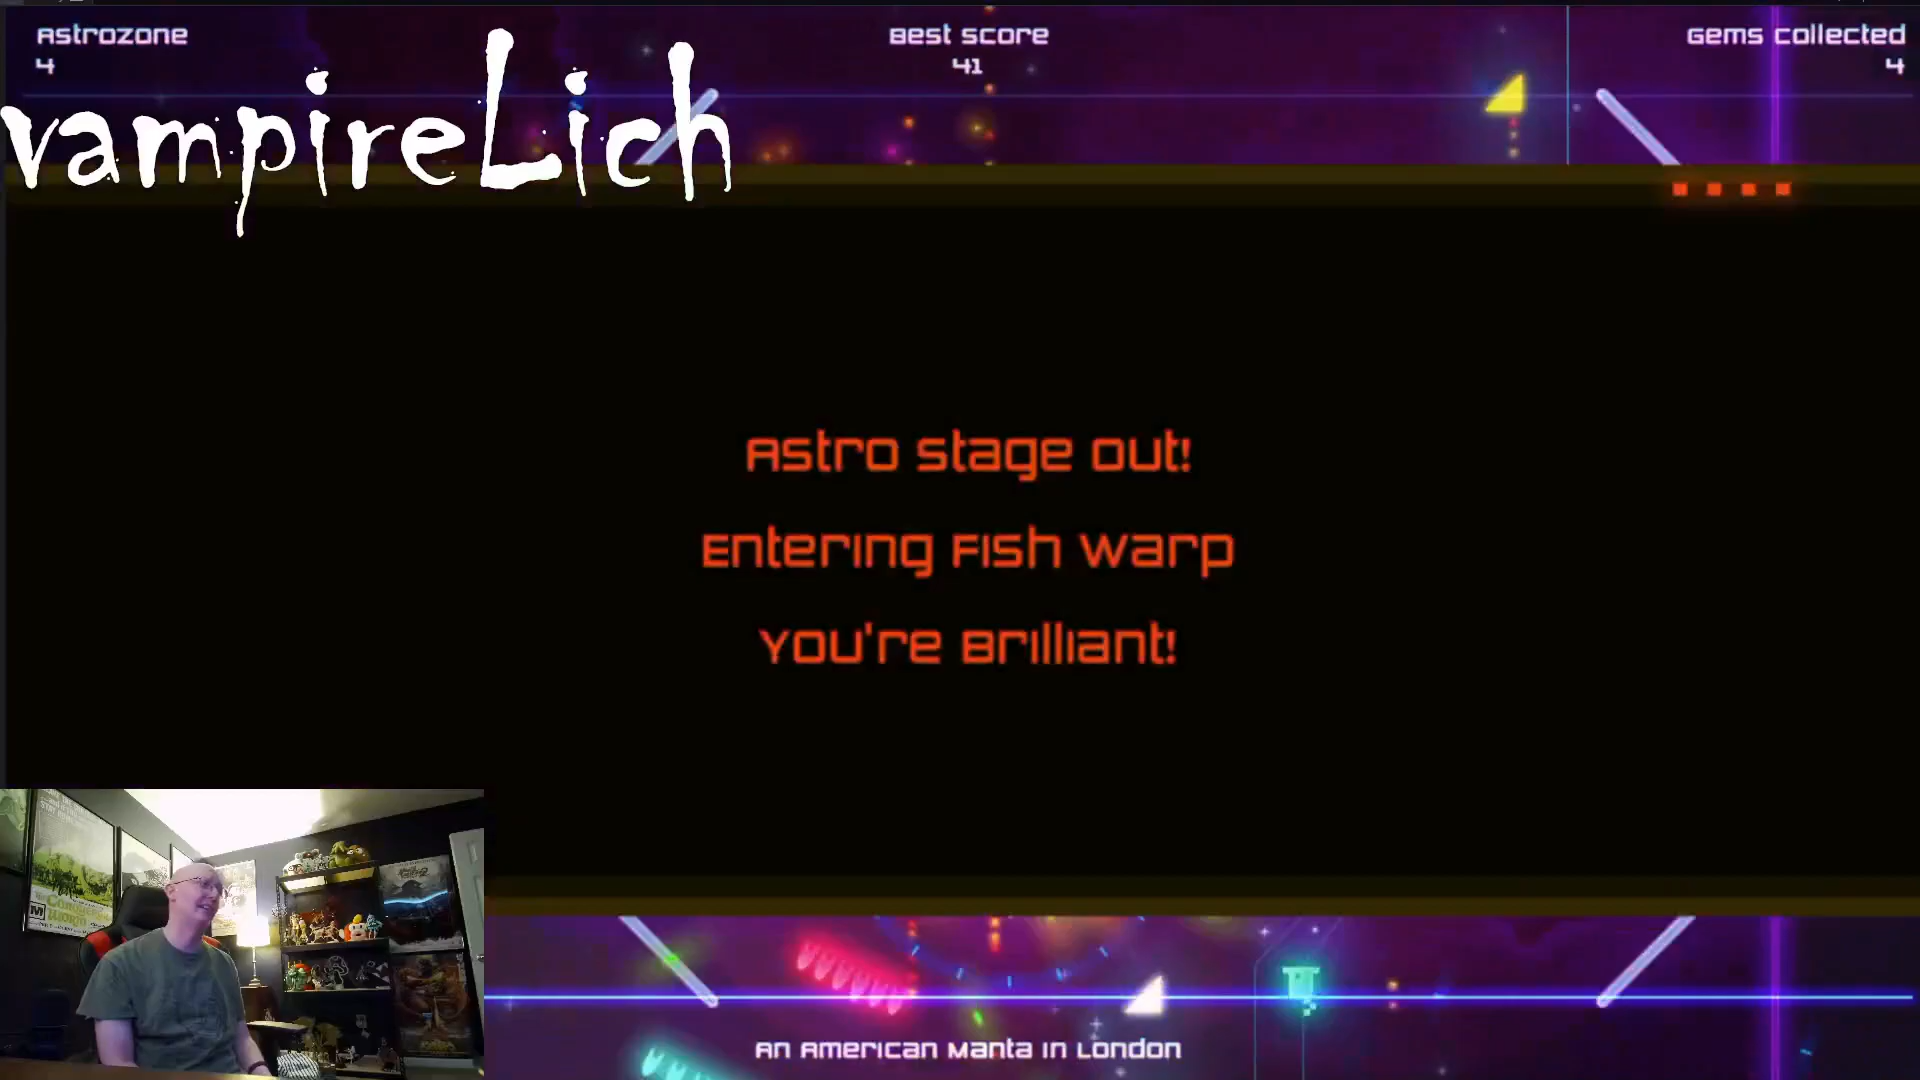 Astrozone
4
Best score
41
Gems collected
4
vampireLich
Astro stage out!
Entering Fish Warp
You're Brilliant!
An American Manta in London
M